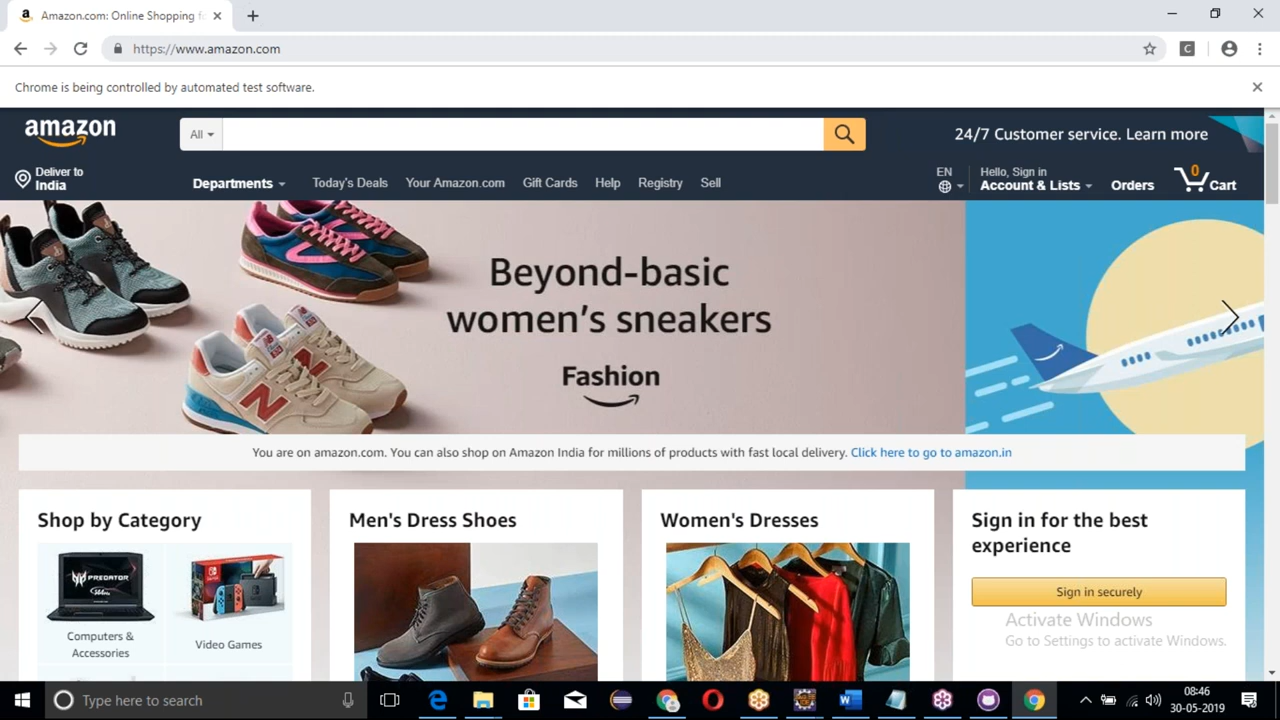 Amazon.com: Online Shopping fo
https://www.amazon.com
Chrome is being controlled by automated test software.
amazon
All
24/7 Customer service. Learn more
Deliver to
India
Departments
Today's Deals
Your Amazon.com
Gift Cards
Help
Registry
Sell
EN
Hello, Sign in
Account & Lists
Orders
0
Cart
Beyond-basic
women's sneakers
Fashion
You are on amazon.com. You can also shop on Amazon India for millions of products with fast local delivery. Click here to go to amazon.in
Shop by Category
Computers &
Accessories
Video Games
Men's Dress Shoes
Women's Dresses
Sign in for the best
experience
Sign in securely
Activate Windows
Go to Settings to activate Windows.
PREDATOR
Type here to search
08:46
30-05-2019